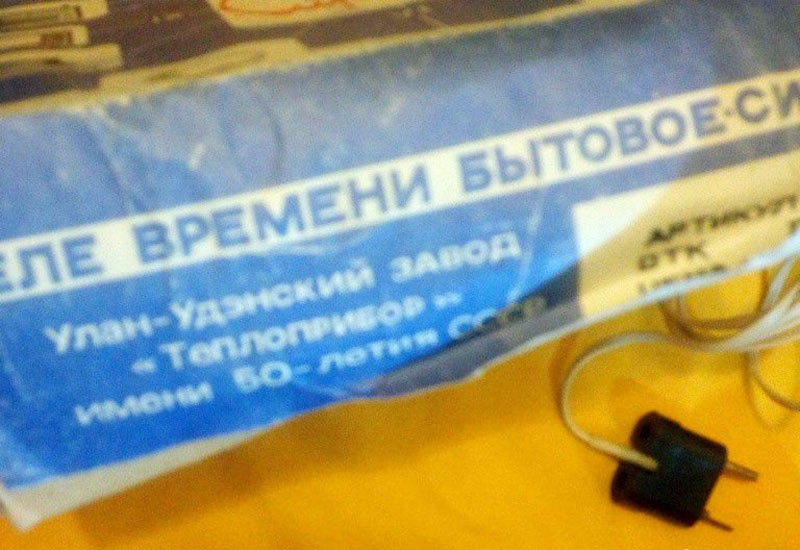 ЕЛЕ ВРЕМЕНИ БЫТОВОЕ·СИ
Улан-Удэнский завод
«Теплоприбор»
имени 50-летия СССР
АРТИКУЛ
ОТК